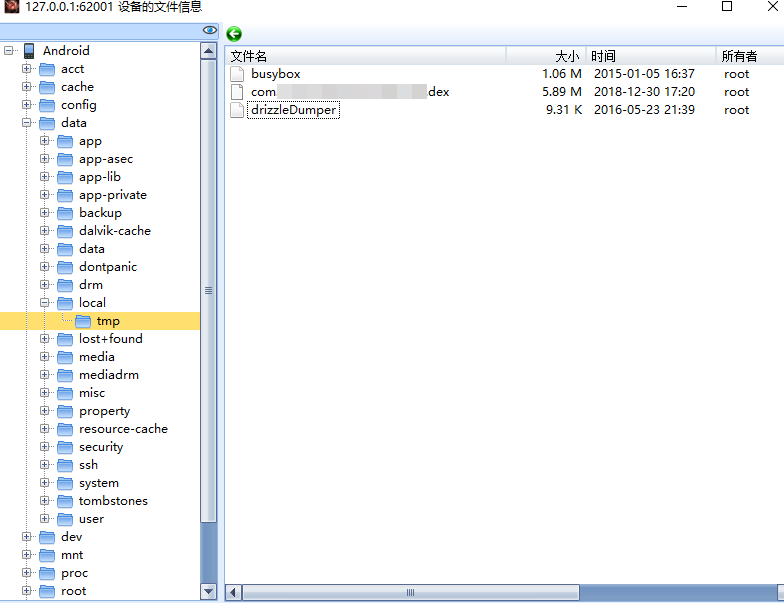 127.0.0.1:62001 设备的文件信息
Android
acct
cache
config
data
app
app-asec
app-lib
app-private
backup
dalvik-cache
data
dontpanic
drm
local
tmp
lost+found
media
mediadrm
misc
property
resource-cache
security
ssh
system
tombstones
user
dev
mnt
proc
root
文件名 大小 时间 所有者
busybox 1.06 M 2015-01-05 16:37 root
com. dex 5.89 M 2018-12-30 17:20 root
drizzleDumper 9.31 K 2016-05-23 21:39 root